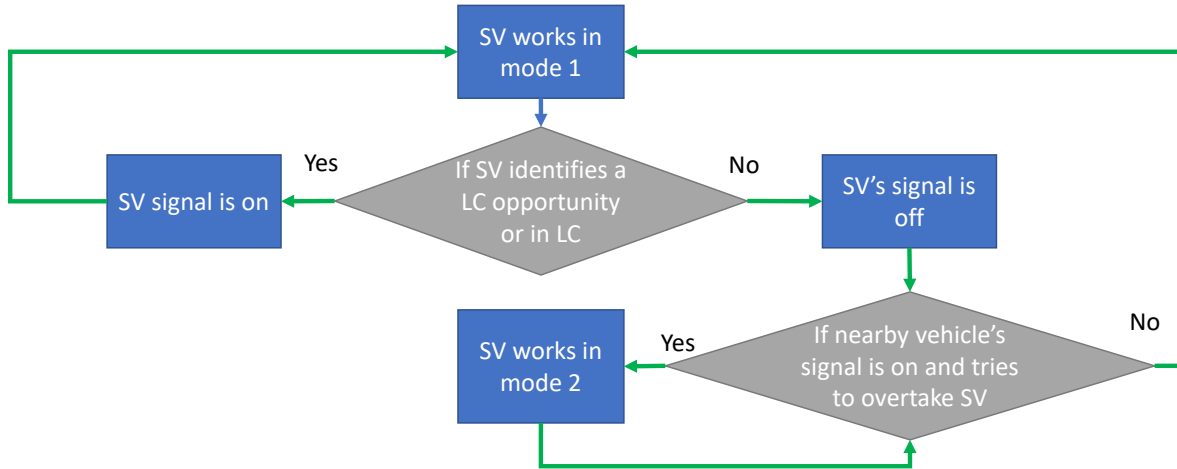 SV works in
mode 1
Yes
If SV identifies a
LC opportunity
or in LC
No
SV signal is on
SV’s signal is
off
SV works in
mode 2
Yes
If nearby vehicle’s
signal is on and tries
to overtake SV
No